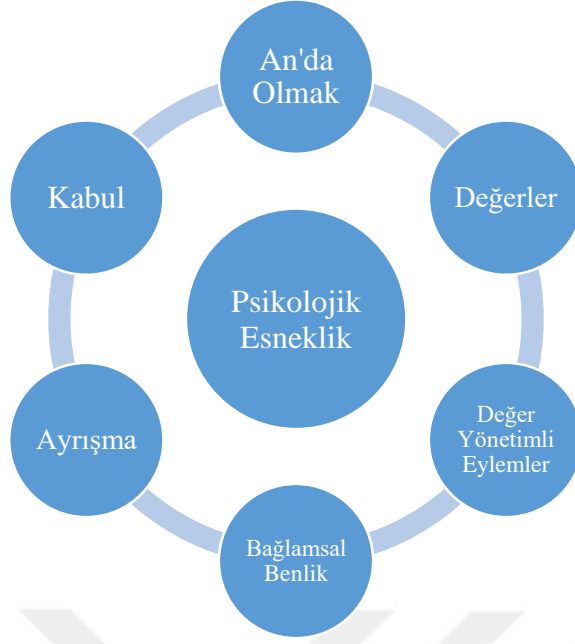 An'da
Olmak
Kabul
Değerler
Psikolojik
Esneklik
Ayrışma
Değer
Yönetimli
Eylemler
Bağlamsal
Benlik